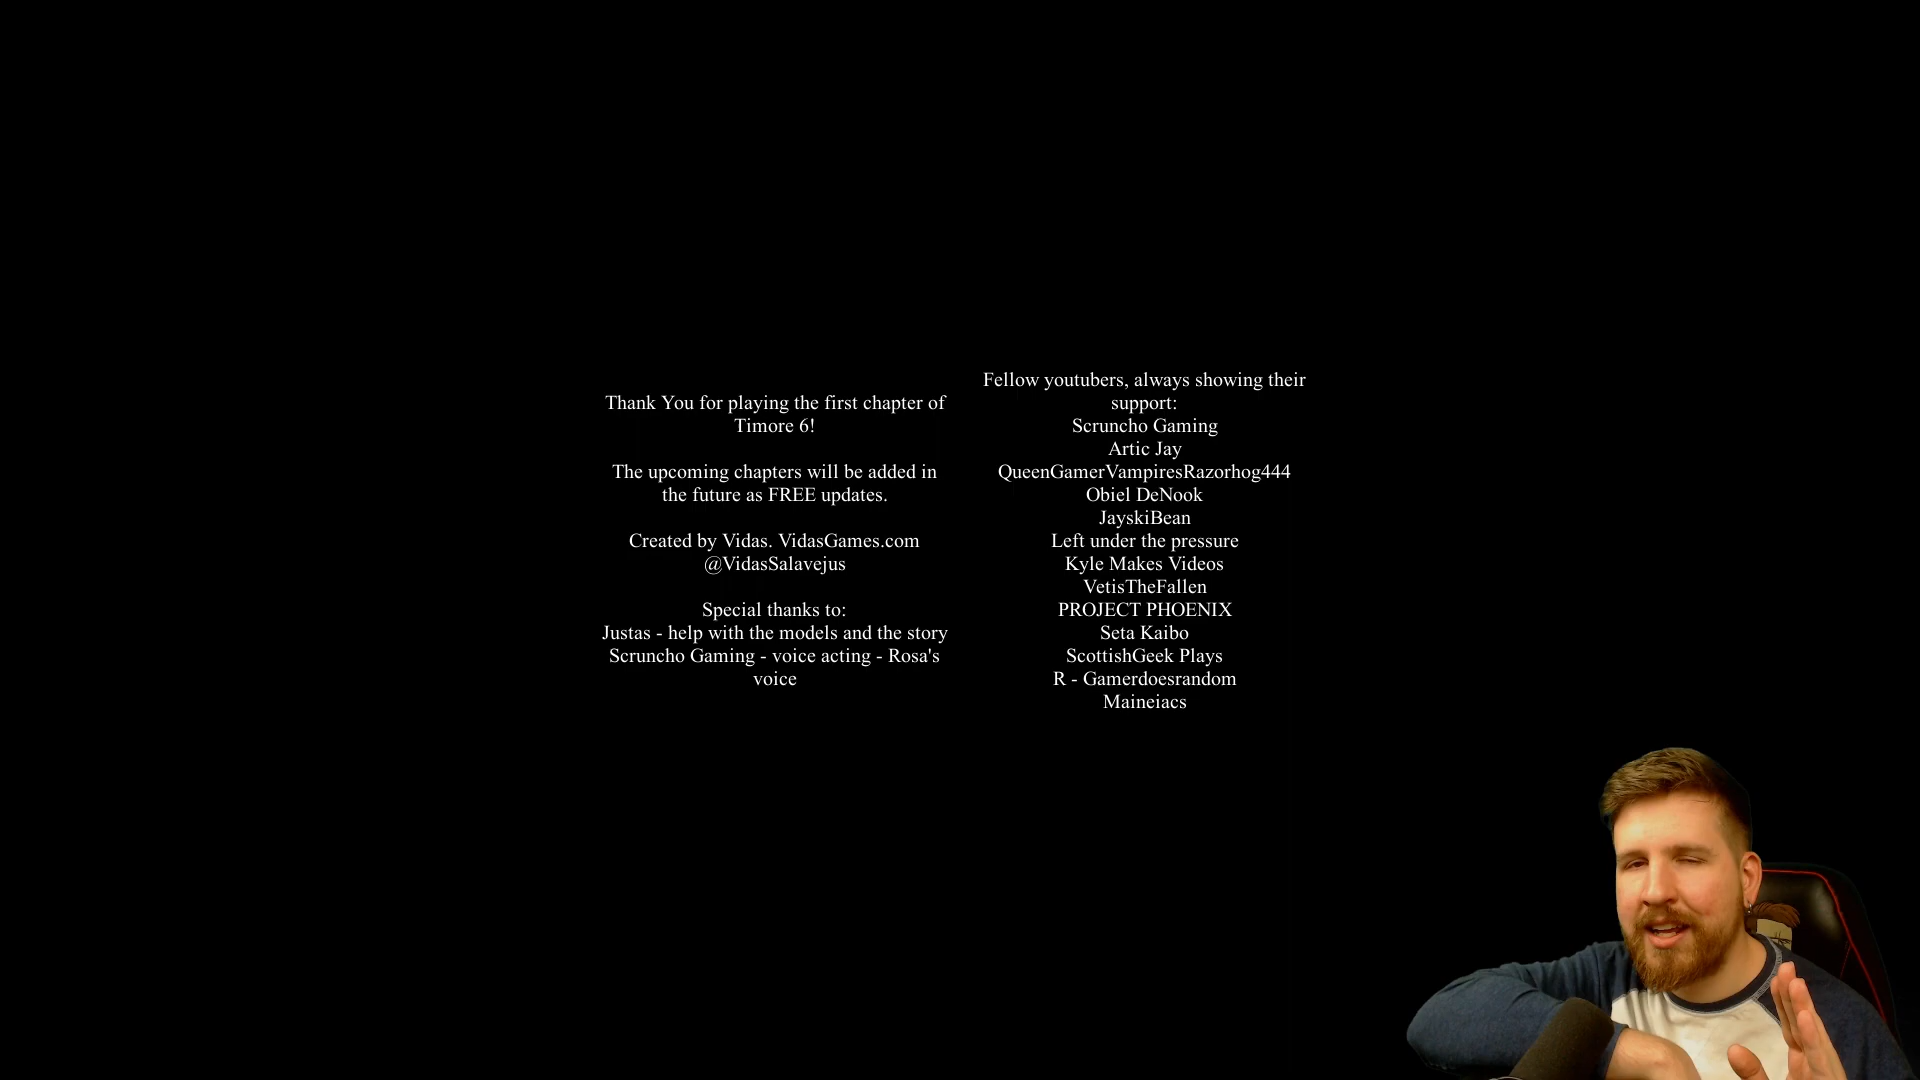 Thank You for playing the first chapter of
Timore 6!
The upcoming chapters will be added in
the future as FREE updates.
Created by Vidas. VidasGames.com
@VidasSalavejus
Special thanks to:
Justas - help with the models and the story
Scruncho Gaming - voice acting - Rosa's
voice
Fellow youtubers, always showing their
support:
Scruncho Gaming
Artic Jay
QueenGamerVampiresRazorhog444
Obiel DeNook
JayskiBean
Left under the pressure
Kyle Makes Videos
VetisTheFallen
PROJECT PHOENIX
Seta Kaibo
ScottishGeek Plays
R - Gamerdoesrandom
Maineiacs